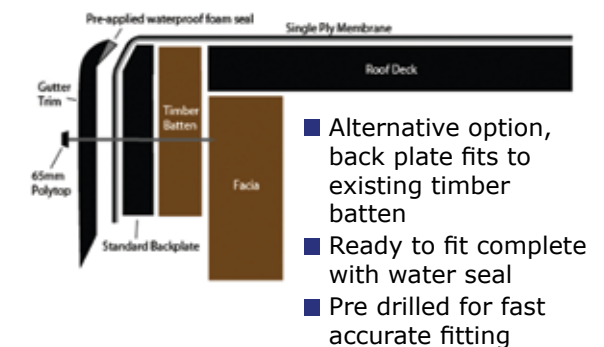 Pre-applied waterproof foam seal
Single Ply Membrane
Roof Deck
Gutter
Trim
Timber
Batten
65mm
Polytop
Facia
Standard Backplate
Alternative option,
back plate fits to
existing timber
batten
Ready to fit complete
with water seal
Pre drilled for fast
accurate fitting